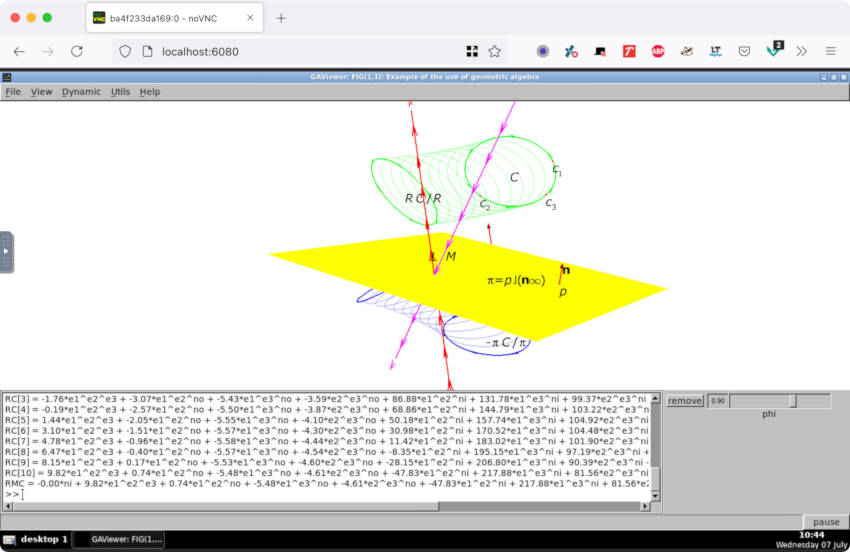 ba4f233da169:0 - noVNC
localhost:6080
2
GAViewer: FIG(1,1): Example of the use of geometric algebra
File View Dynamic Utils Help
C
c1
R C/R
c2
c3
L M
n
π=p⌋(n∞)
p
-π C/π
RC[3] = -1.76*e1^e2^e3 + -3.07*e1^e2^no + -5.43*e1^e3^no + -3.59*e2^e3^no + 86.88*e1^e2^ni + 131.78*e1^e3^ni + 99.37*e2^e3^ni
RC[4] = -0.19*e1^e2^e3 + -2.57*e1^e2^no + -5.50*e1^e3^no + -3.87*e2^e3^no + 68.86*e1^e2^ni + 144.79*e1^e3^ni + 103.22*e2^e3^n
RC[5] = 1.44*e1^e2^e3 + -2.05*e1^e2^no + -5.55*e1^e3^no + -4.10*e2^e3^no + 50.18*e1^e2^ni + 157.74*e1^e3^ni + 104.92*e2^e3^ni
RC[6] = 3.10*e1^e2^e3 + -1.51*e1^e2^no + -5.57*e1^e3^no + -4.30*e2^e3^no + 30.98*e1^e2^ni + 170.52*e1^e3^ni + 104.48*e2^e3^ni
RC[7] = 4.78*e1^e2^e3 + -0.96*e1^e2^no + -5.58*e1^e3^no + -4.44*e2^e3^no + 11.42*e1^e2^ni + 183.02*e1^e3^ni + 101.90*e2^e3^ni
RC[8] = 6.47*e1^e2^e3 + -0.40*e1^e2^no + -5.57*e1^e3^no + -4.54*e2^e3^no + -8.35*e1^e2^ni + 195.15*e1^e3^ni + 97.19*e2^e3^ni +
RC[9] = 8.15*e1^e2^e3 + 0.17*e1^e2^no + -5.53*e1^e3^no + -4.60*e2^e3^no + -28.15*e1^e2^ni + 206.80*e1^e3^ni + 90.39*e2^e3^ni -
RC[10] = 9.82*e1^e2^e3 + 0.74*e1^e2^no + -5.48*e1^e3^no + -4.61*e2^e3^no + -47.83*e1^e2^ni + 217.88*e1^e3^ni + 81.56*e2^e3^ni
RMC = -0.00*ni + 9.82*e1^e2^e3 + 0.74*e1^e2^no + -5.48*e1^e3^no + -4.61*e2^e3^no + -47.83*e1^e2^ni + 217.88*e1^e3^ni + 81.56*e2
>>
remove 0.90
phi
pause
desktop 1 GAViewer: FIG(1,...
10:44
Wednesday 07 July